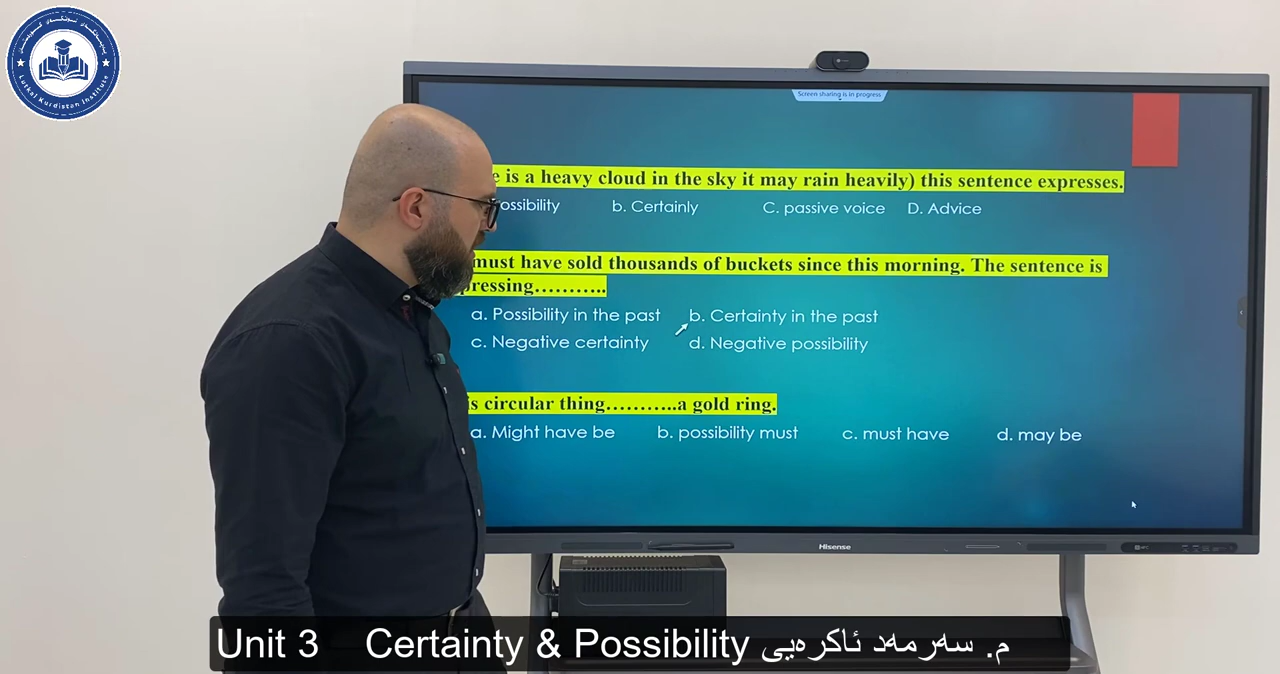 Lutkai Kurdistan Institute
Screen sharing is in progress
is a heavy cloud in the sky it may rain heavily) this sentence expresses.
ossibility b. Certainly C. passive voice D. Advice
must have sold thousands of buckets since this morning. The sentence is
pressing………..
a. Possibility in the past b. Certainty in the past
c. Negative certainty d. Negative possibility
s circular thing………..a gold ring.
a. Might have be b. possibility must c. must have d. may be
Hisense
Unit 3 Certainty & Possibility م. سەرمەد ئاکرەیی